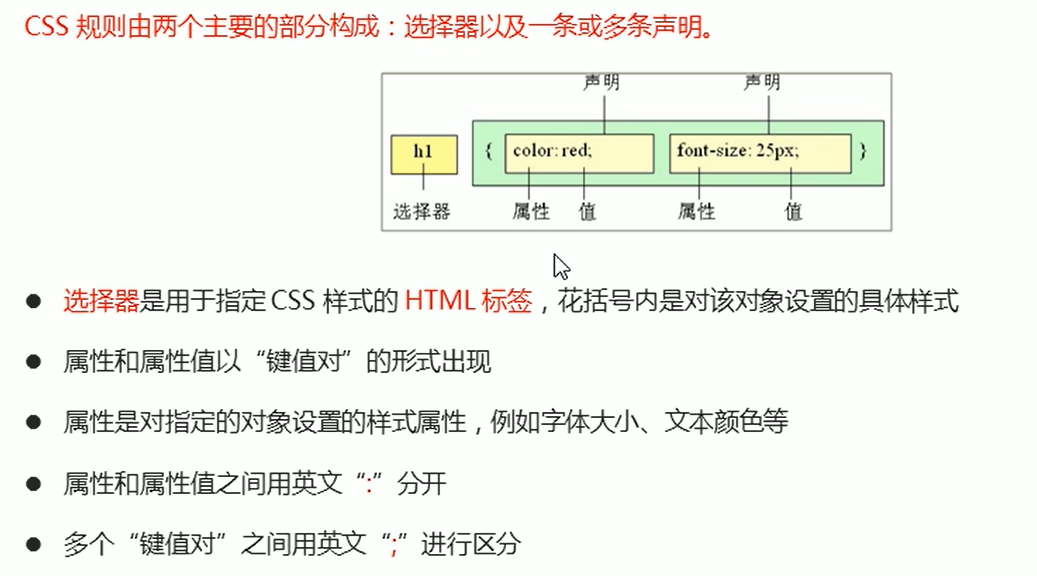 CSS 规则由两个主要的部分构成：选择器以及一条或多条声明。
声明 声明
h1 { color: red; font-size: 25px; }
选择器 属性 值 属性 值
● 选择器是用于指定 CSS 样式的 HTML 标签，花括号内是对该对象设置的具体样式
● 属性和属性值以“键值对”的形式出现
● 属性是对指定的对象设置的样式属性，例如字体大小、文本颜色等
● 属性和属性值之间用英文“:”分开
● 多个“键值对”之间用英文“;”进行区分